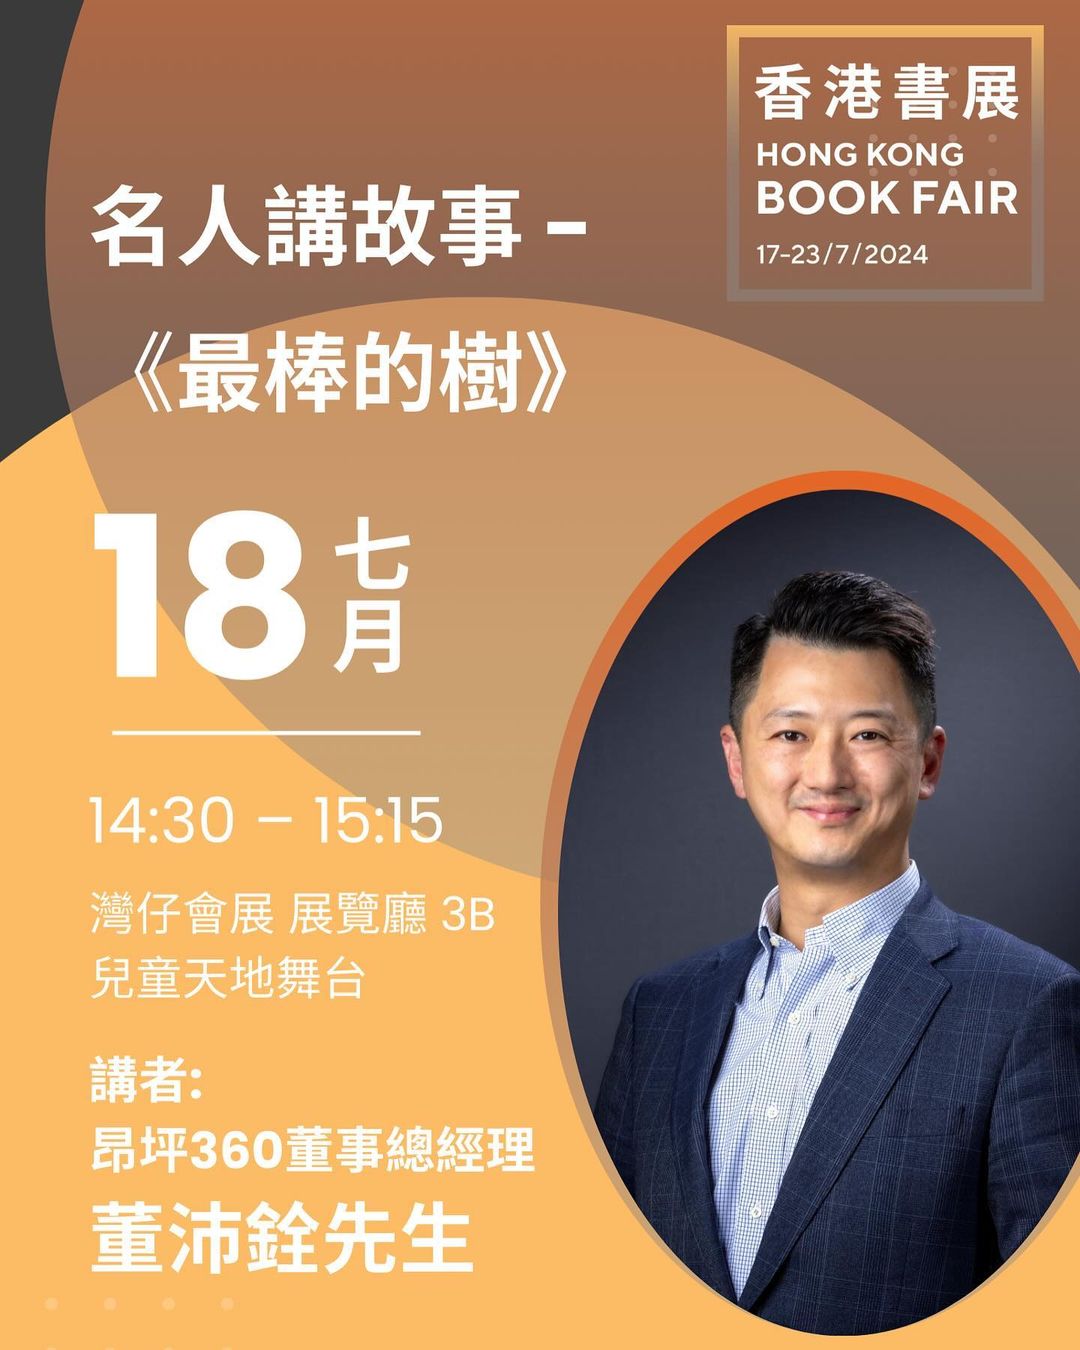 香港書展
HONG KONG
BOOK FAIR
17-23/7/2024
名人講故事 -
《最棒的樹》
18 七月
14:30 – 15:15
灣仔會展 展覽廳 3B
兒童天地舞台
講者:
昂坪360董事總經理
董沛銓先生